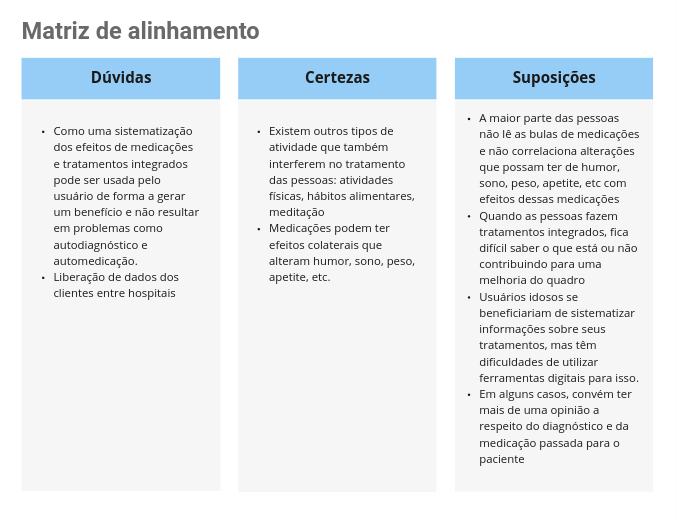 Matriz de alinhamento
Dúvidas
• Como uma sistematização
dos efeitos de medicações
e tratamentos integrados
pode ser usada pelo
usuário de forma a gerar
um benefício e não resultar
em problemas como
autodiagnóstico e
automedicação.
• Liberação de dados dos
clientes entre hospitais
Certezas
• Existem outros tipos de
atividade que também
interferem no tratamento
das pessoas: atividades
físicas, hábitos alimentares,
meditação
• Medicações podem ter
efeitos colaterais que
alteram humor, sono, peso,
apetite, etc.
Suposições
• A maior parte das pessoas
não lê as bulas de medicações
e não correlaciona alterações
que possam ter de humor,
sono, peso, apetite, etc com
efeitos dessas medicações
• Quando as pessoas fazem
tratamentos integrados, fica
difícil saber o que está ou não
contribuindo para uma
melhoria do quadro
• Usuários idosos se
beneficiariam de sistematizar
informações sobre seus
tratamentos, mas têm
dificuldades de utilizar
ferramentas digitais para isso.
• Em alguns casos, convém ter
mais de uma opinião a
respeito do diagnóstico e da
medicação passada para o
paciente